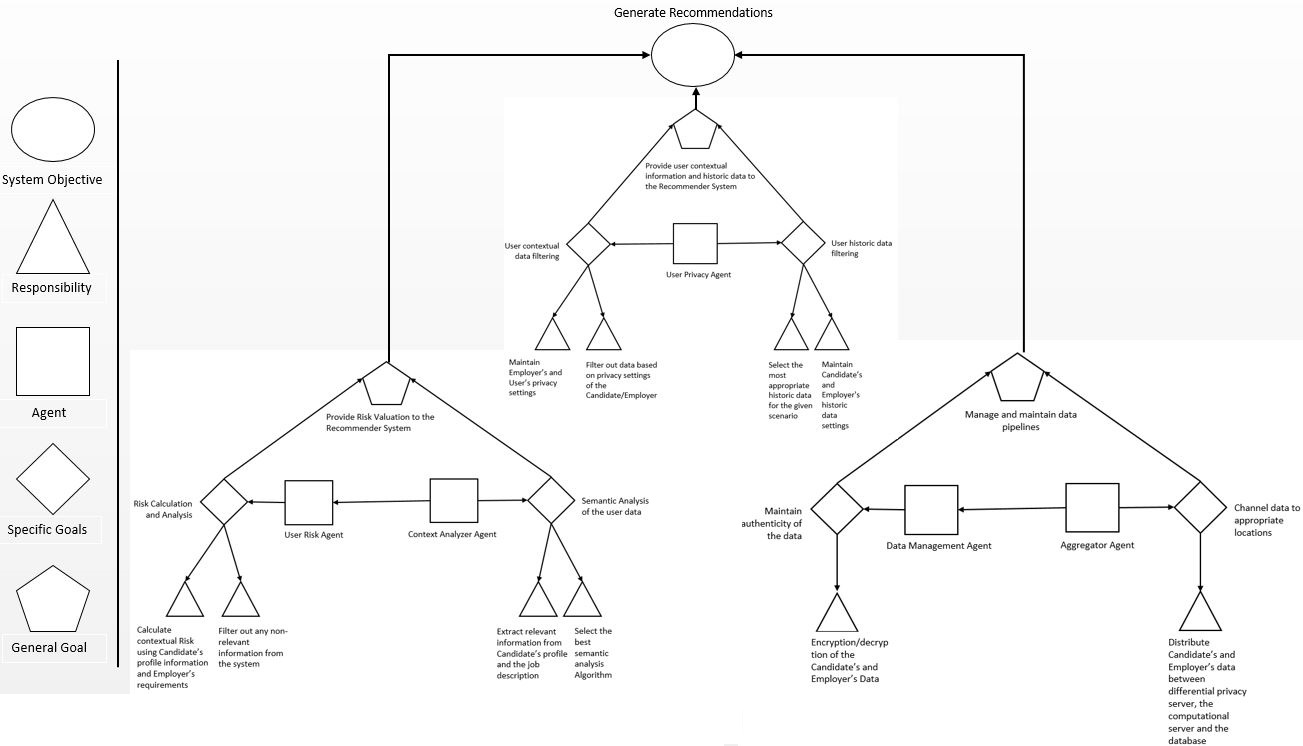 Generate Recommendations
System Objective
Responsibility
Agent
Specific Goals
General Goal
Provide user contextual
information and historic data to
the Recommender System
User contextual
data filtering
User Privacy Agent
User historic data
filtering
Maintain
Employer's and
User's privacy
settings
Filter out data based
on privacy settings
of the
Candidate/Employer
Select the
most
appropriate
historic data
for the given
scenario
Maintain
Candidate's
and
Employer's
historic
data
settings
Provide Risk Valuation to the
Recommender System
Risk Calculation
and Analysis
User Risk Agent
Context Analyzer Agent
Semantic Analysis
of the user data
Calculate
contextual Risk
using Candidate's
profile information
and Employer's
requirements
Filter out any non-
relevant
information from
the system
Extract relevant
information from
Candidate's profile
and the job
description
Select the
best
semantic
analysis
Algorithm
Manage and maintain data
pipelines
Maintain
authenticity of
the data
Data Management Agent
Aggregator Agent
Channel data to
appropriate
locations
Encryption/decryp
tion of the
Candidate's and
Employer's Data
Distribute
Candidate's and
Employer's data
between
differential privacy
server, the
computational
server and the
database